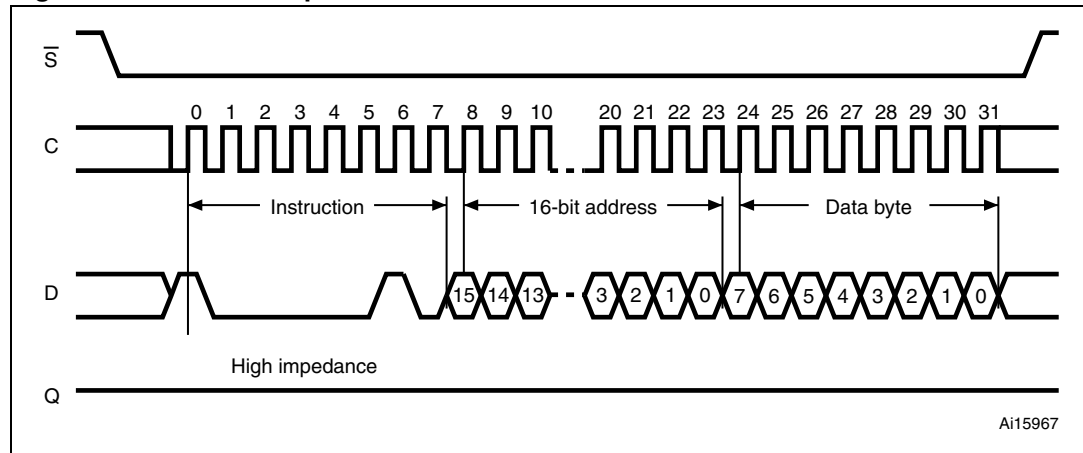 S̅
0 1 2 3 4 5 6 7 8 9 10 20 21 22 23 24 25 26 27 28 29 30 31
C
Instruction 16-bit address Data byte
D 15 14 13 3 2 1 0 7 6 5 4 3 2 1 0
High impedance
Q
Ai15967